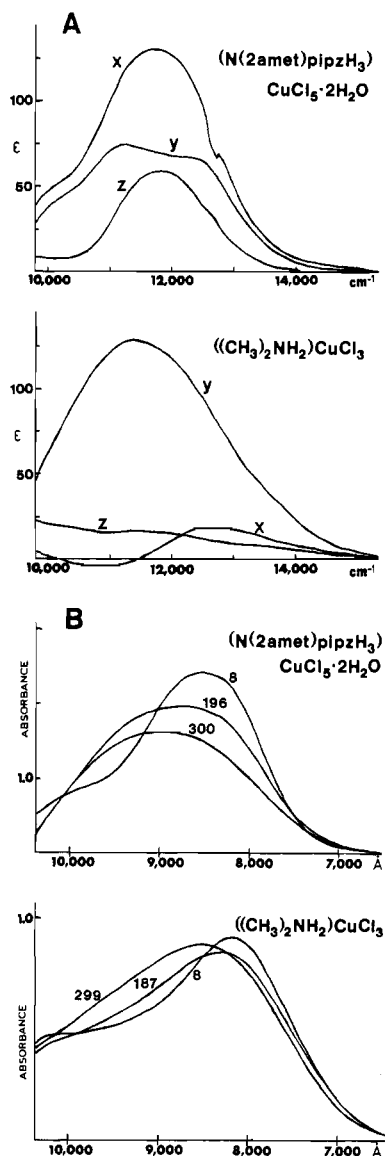 A
(N(2amet)pipzH₃)
CuCl₅·2H₂O
x
100
y
ε
50
z
10,000 12,000 14,000 cm⁻¹
((CH₃)₂NH₂)CuCl₃
y
100
ε
50
z
x
10,000 12,000 14,000 cm⁻¹
B
(N(2amet)pipzH₃)
CuCl₅·2H₂O
ABSORBANCE
8
196
300
1.0
10,000 9,000 8,000 7,000 Å
((CH₃)₂NH₂)CuCl₃
1.0
ABSORBANCE
299
187
8
10,000 9,000 8,000 7,000 Å